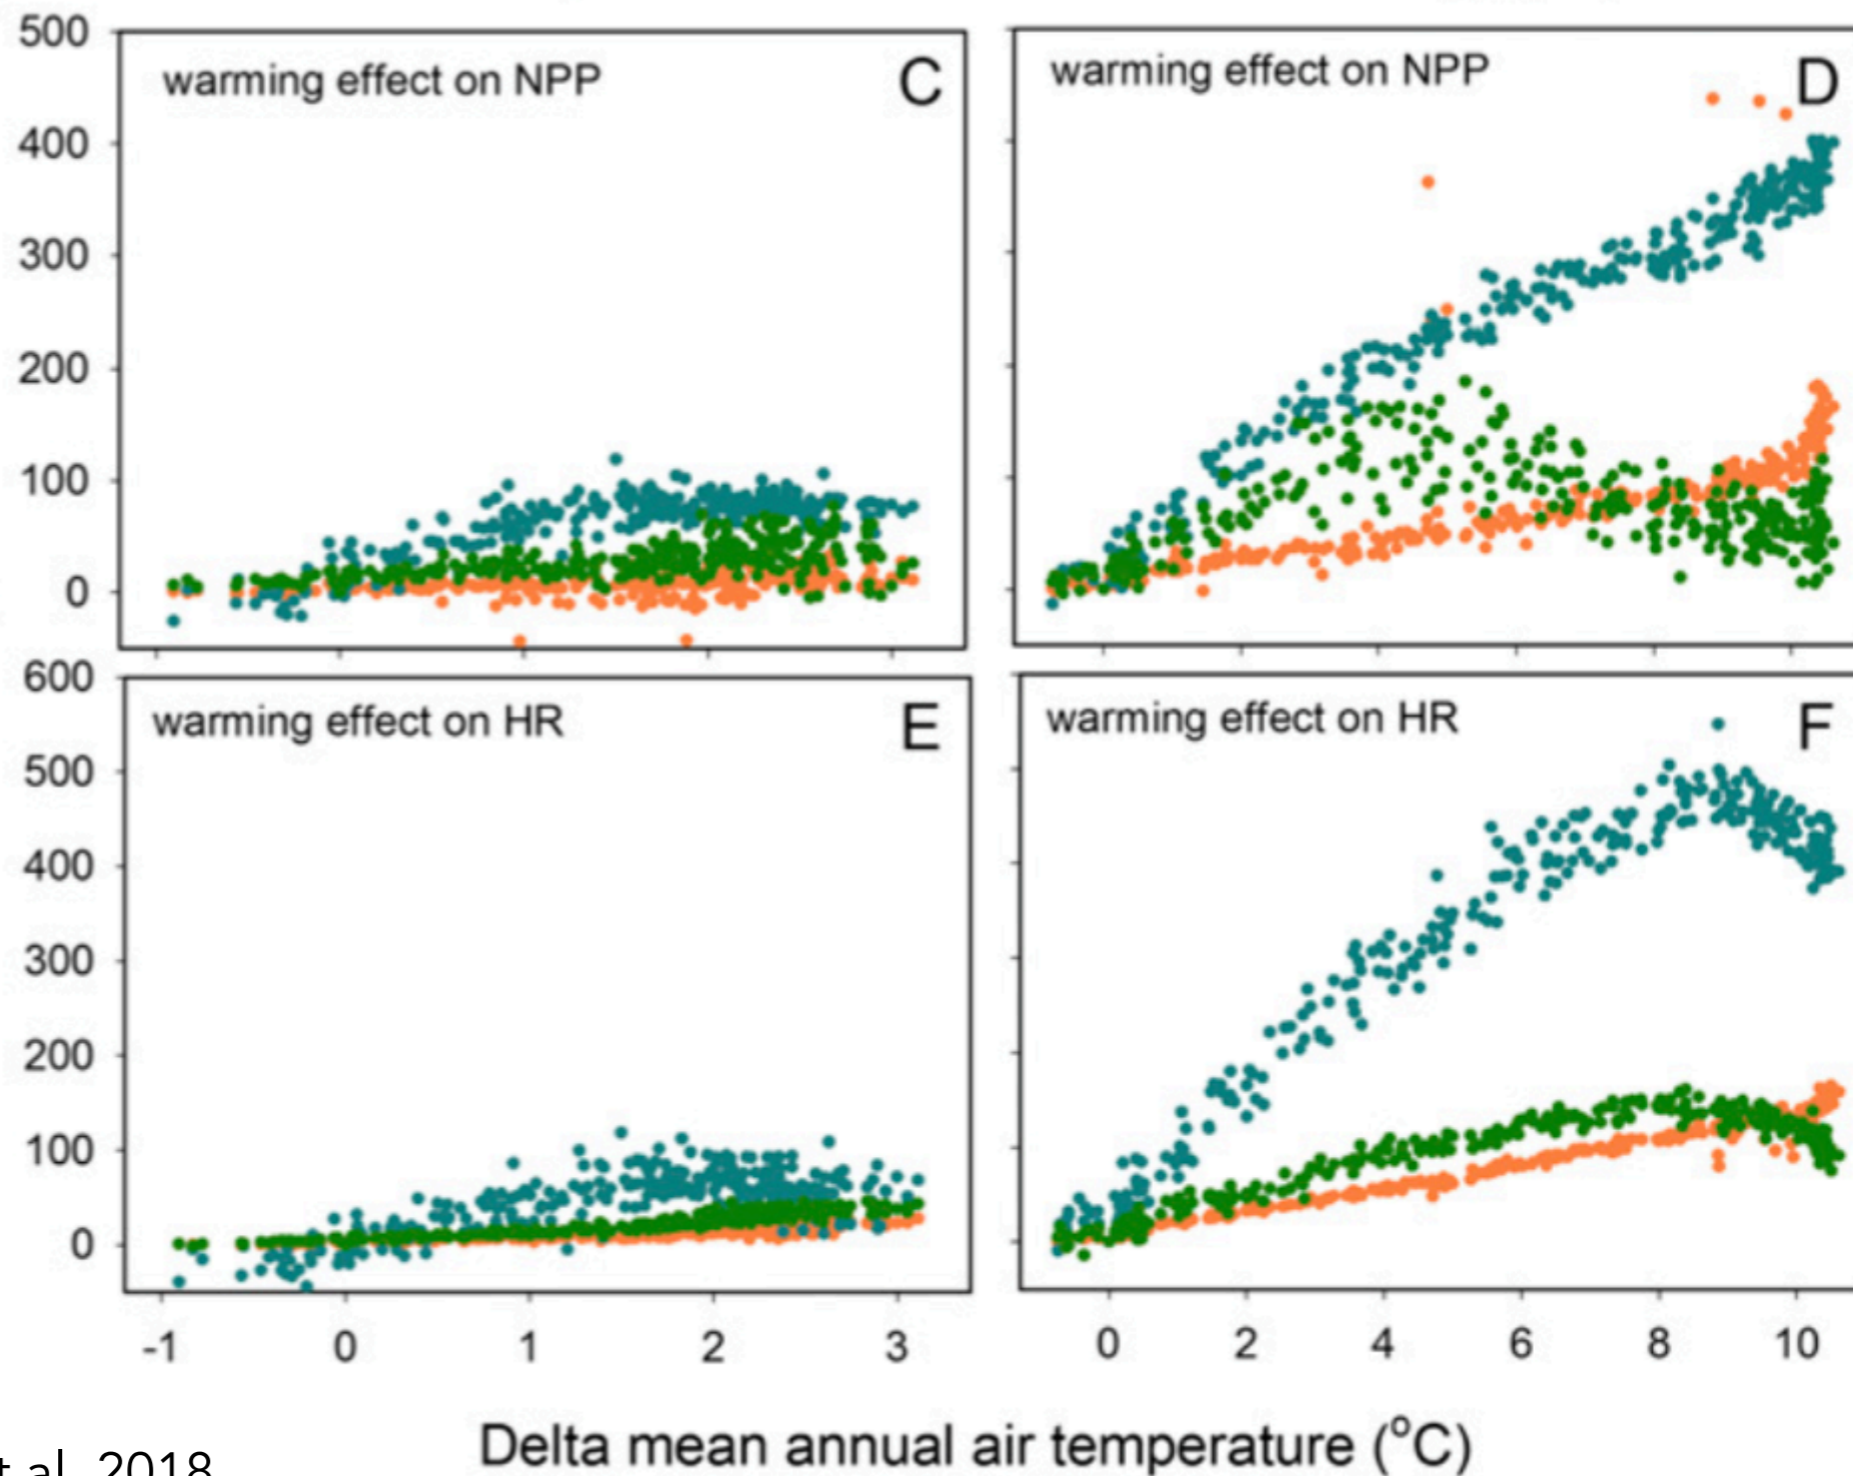 500
400
300
200
100
0
warming effect on NPP
C
warming effect on NPP
D
600
500
400
300
200
100
0
warming effect on HR
E
warming effect on HR
F
-1 0 1 2 3
0 2 4 6 8 10
Delta mean annual air temperature (°C)
t al. 2018